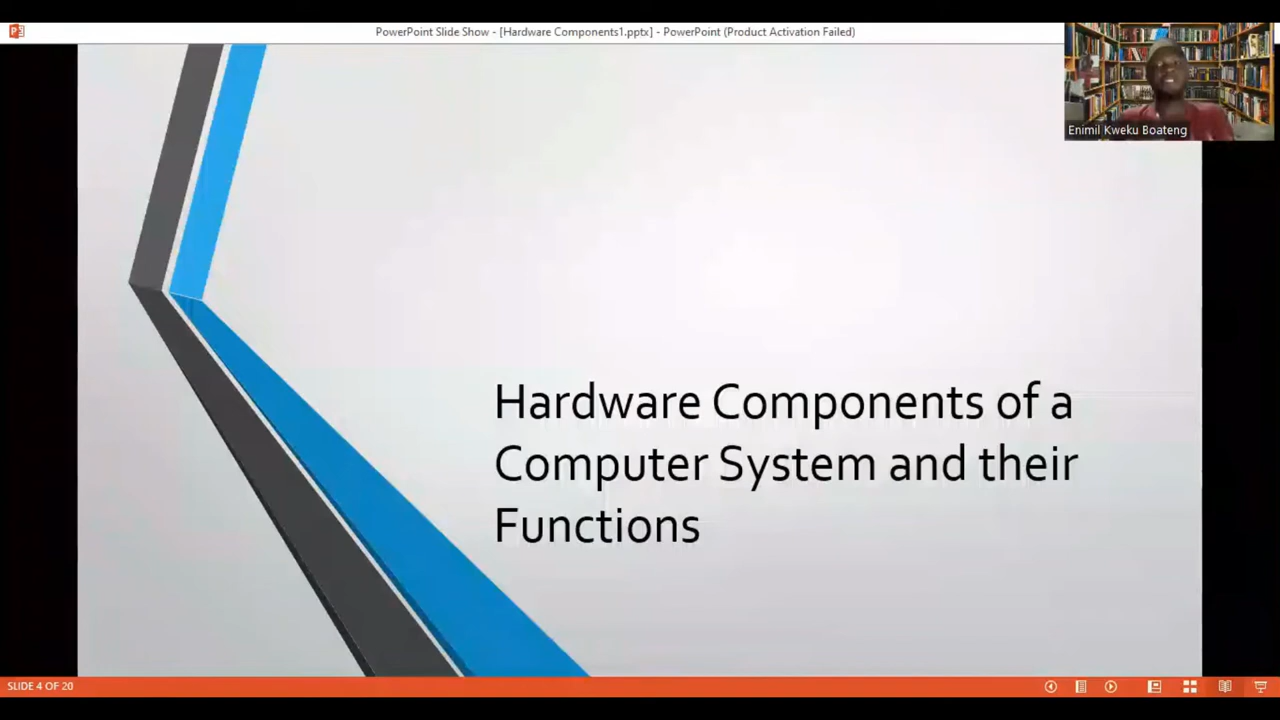 PowerPoint Slide Show - [Hardware Components1.pptx] - PowerPoint (Product Activation Failed)
Enimil Kweku Boateng
Hardware Components of a
Computer System and their
Functions
SLIDE 4 OF 20